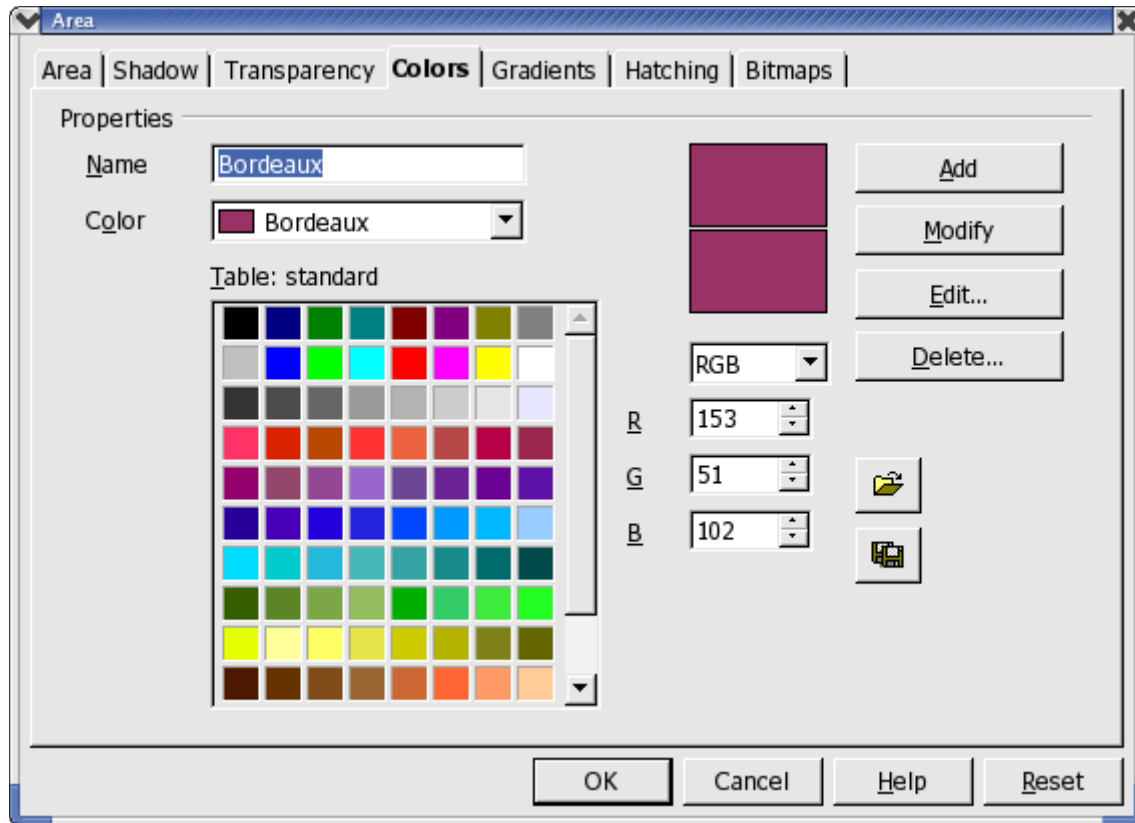 Area
Area Shadow Transparency Colors Gradients Hatching Bitmaps
Properties
Name Bordeaux Add
Color Bordeaux Modify
Table: standard Edit...
RGB Delete...
R 153
G 51
B 102
OK Cancel Help Reset